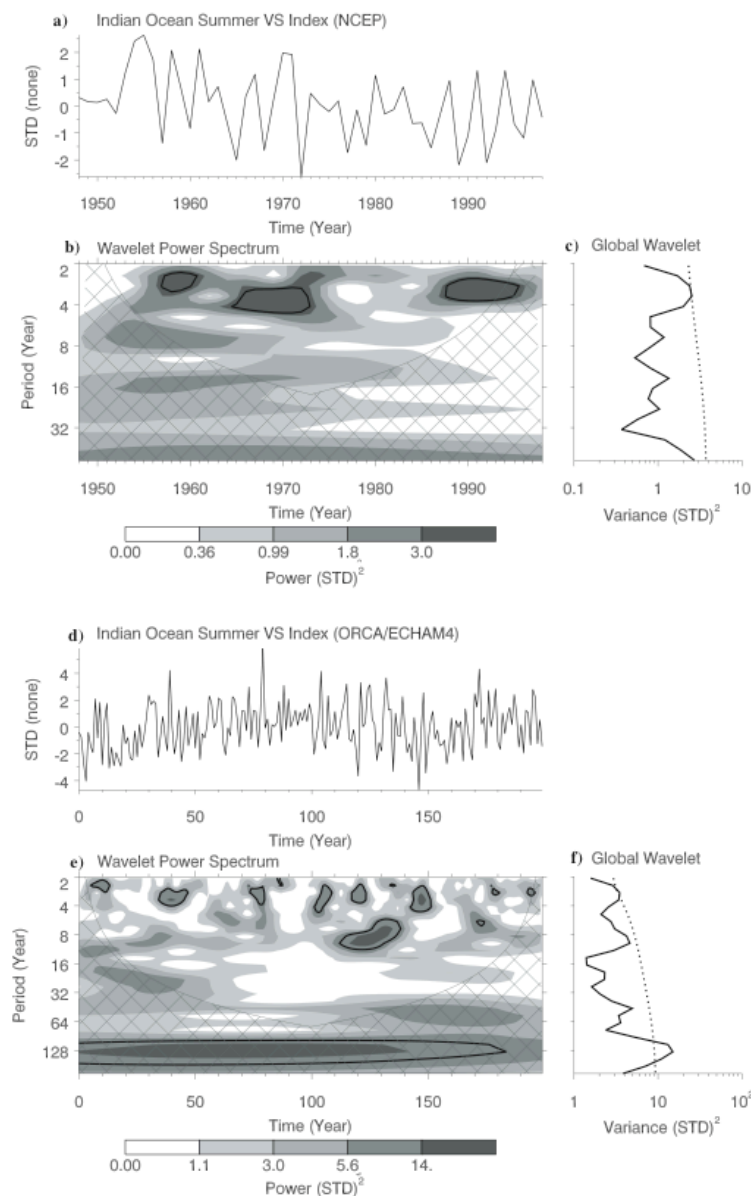 a) Indian Ocean Summer VS Index (NCEP)
STD (none)
2
1
0
-1
-2
1950 1960 1970 1980 1990
Time (Year)
b) Wavelet Power Spectrum
Period (Year)
2
4
8
16
32
1950 1960 1970 1980 1990
Time (Year)
0.00 0.36 0.99 1.8 3.0
Power (STD)²
c) Global Wavelet
0.1 1 10
Variance (STD)²
d) Indian Ocean Summer VS Index (ORCA/ECHAM4)
STD (none)
4
2
0
-2
-4
0 50 100 150
Time (Year)
e) Wavelet Power Spectrum
Period (Year)
2
4
8
16
32
64
128
0 50 100 150
Time (Year)
0.00 1.1 3.0 5.6 14.
Power (STD)²
f) Global Wavelet
1 10 10²
Variance (STD)²